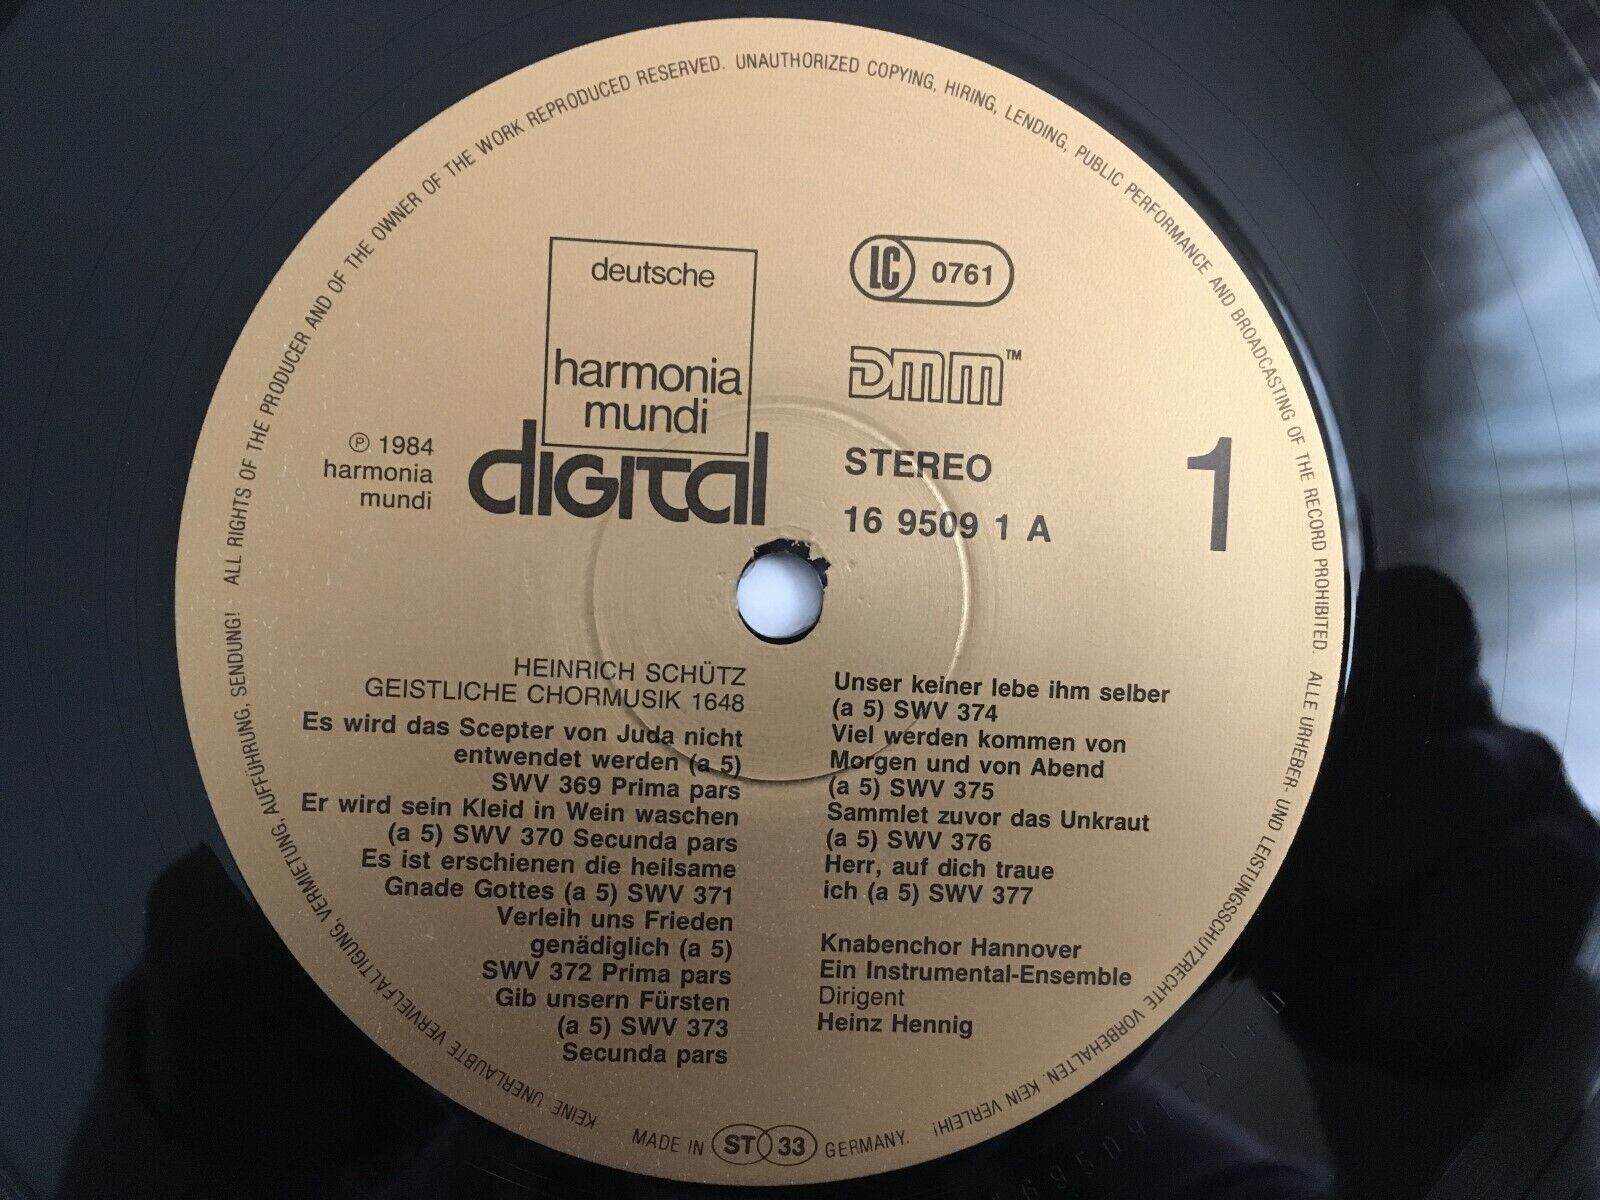 ALL RIGHTS OF THE PRODUCER AND OF THE OWNER OF THE WORK REPRODUCED RESERVED. UNAUTHORIZED COPYING, HIRING, LENDING, PUBLIC PERFORMANCE AND BROADCASTING OF THE RECORD PROHIBITED.
ALLE URHEBER- UND LEISTUNGSSCHUTZRECHTE VORBEHALTEN. KEIN VERLEIH!
KEINE UNERLAUBTE VERVIELFÄLTIGUNG, VERMIETUNG, AUFFÜHRUNG, SENDUNG!
deutsche
harmonia
mundi
digital
℗ 1984
harmonia
mundi
LC 0761
DMM™
STEREO
16 9509 1 A
1
HEINRICH SCHÜTZ
GEISTLICHE CHORMUSIK 1648
Es wird das Scepter von Juda nicht
entwendet werden (a 5)
SWV 369 Prima pars
Er wird sein Kleid in Wein waschen
(a 5) SWV 370 Secunda pars
Es ist erschienen die heilsame
Gnade Gottes (a 5) SWV 371
Verleih uns Frieden
genädiglich (a 5)
SWV 372 Prima pars
Gib unsern Fürsten
(a 5) SWV 373
Secunda pars
Unser keiner lebe ihm selber
(a 5) SWV 374
Viel werden kommen von
Morgen und von Abend
(a 5) SWV 375
Sammlet zuvor das Unkraut
(a 5) SWV 376
Herr, auf dich traue
ich (a 5) SWV 377
Knabenchor Hannover
Ein Instrumental-Ensemble
Dirigent
Heinz Hennig
MADE IN ST 33 GERMANY.